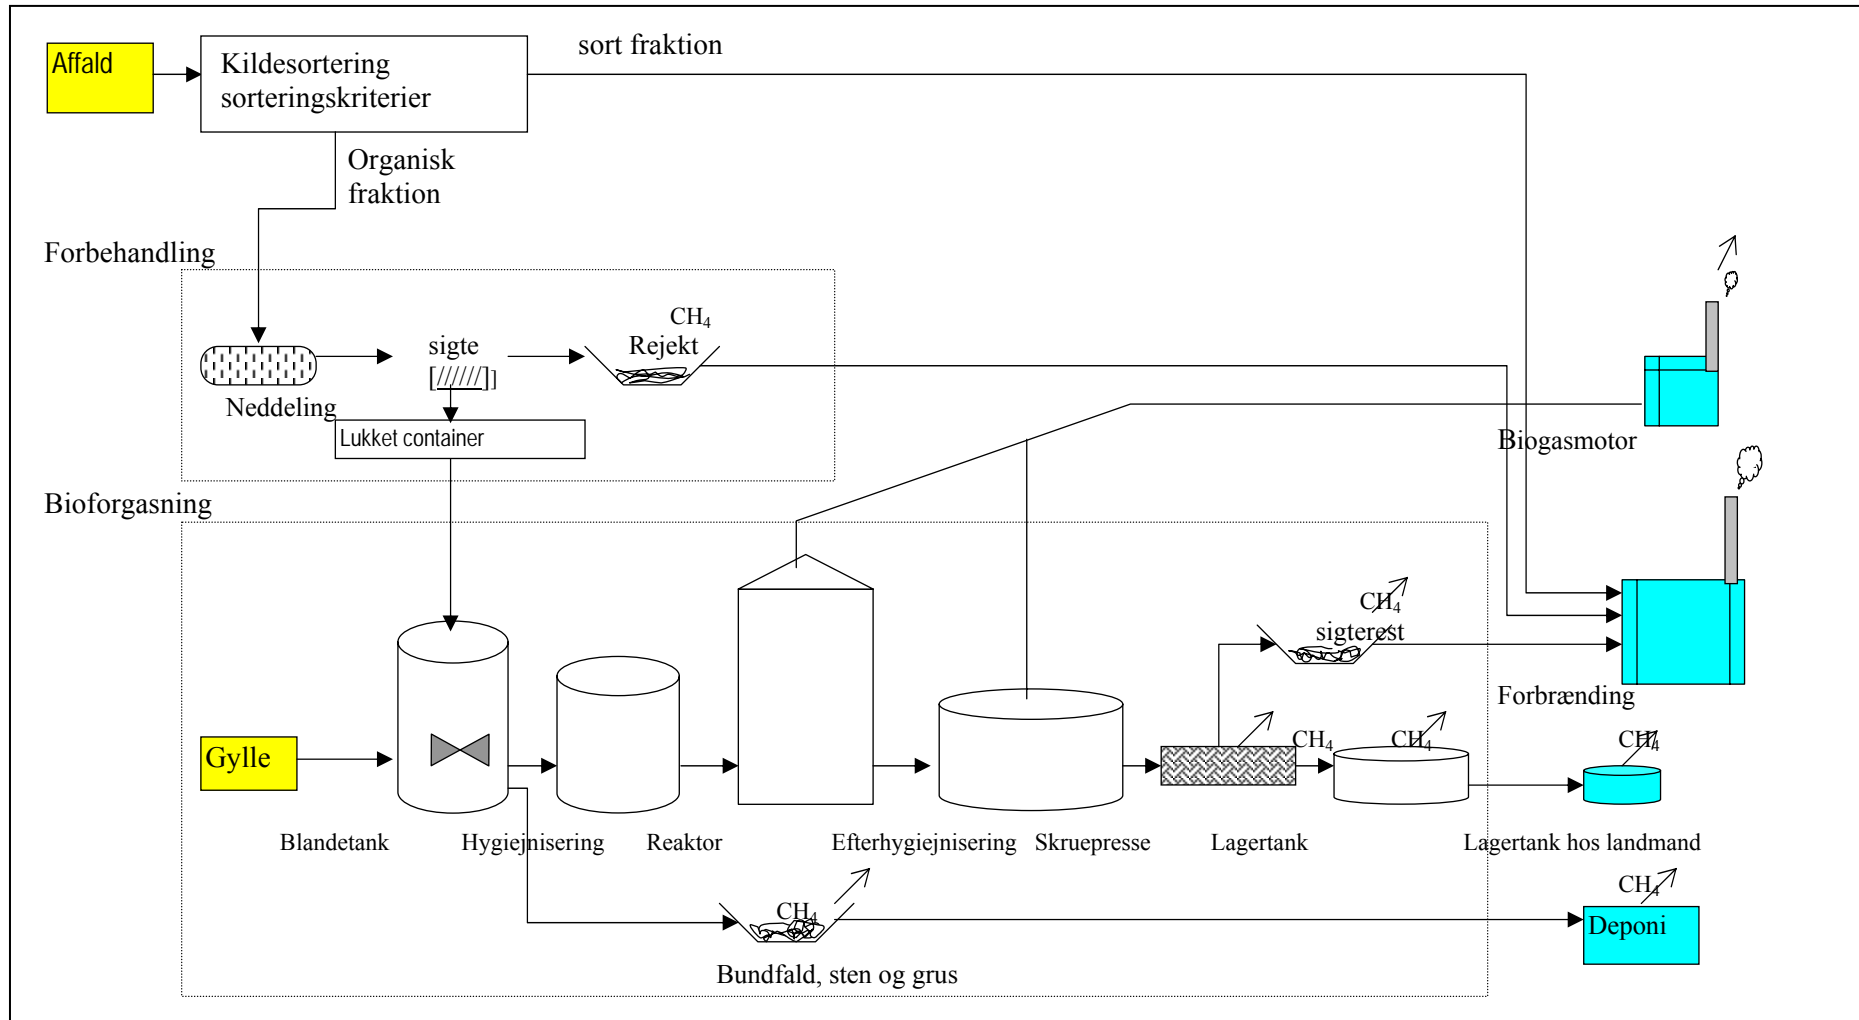 Affald
Kildesortering
sorteringskriterier
sort fraktion
Organisk
fraktion
Forbehandling
CH4
sigte
Rejekt
[//////]]
Neddeling
Lukket container
Biogasmotor
Bioforgasning
CH4
sigterest
Forbrænding
Gylle
CH4
CH4
CH4
Blandetank
Hygiejnisering
Reaktor
Efterhygiejnisering
Skruepresse
Lagertank
Lagertank hos landmand
CH4
CH4
Deponi
Bundfald, sten og grus